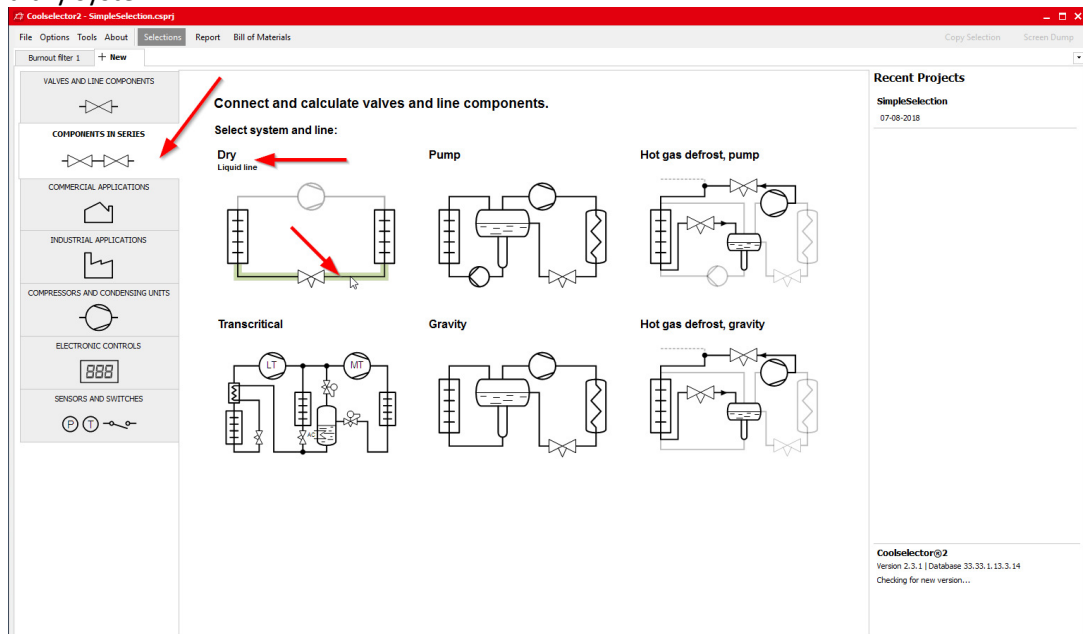 Coolselector2 - SimpleSelection.csprj
File Options Tools About Selections Report Bill of Materials Copy Selection Screen Dump
Burnout filter 1 + New
VALVES AND LINE COMPONENTS
COMPONENTS IN SERIES
COMMERCIAL APPLICATIONS
INDUSTRIAL APPLICATIONS
COMPRESSORS AND CONDENSING UNITS
ELECTRONIC CONTROLS
888
SENSORS AND SWITCHES
P T
Connect and calculate valves and line components.
Select system and line:
Dry
Liquid line
Pump
Hot gas defrost, pump
Transcritical
LT MT
AC
Gravity
Hot gas defrost, gravity
Recent Projects
SimpleSelection
07-08-2018
Coolselector®2
Version 2.3.1 | Database 33.33.1.13.3.14
Checking for new version...